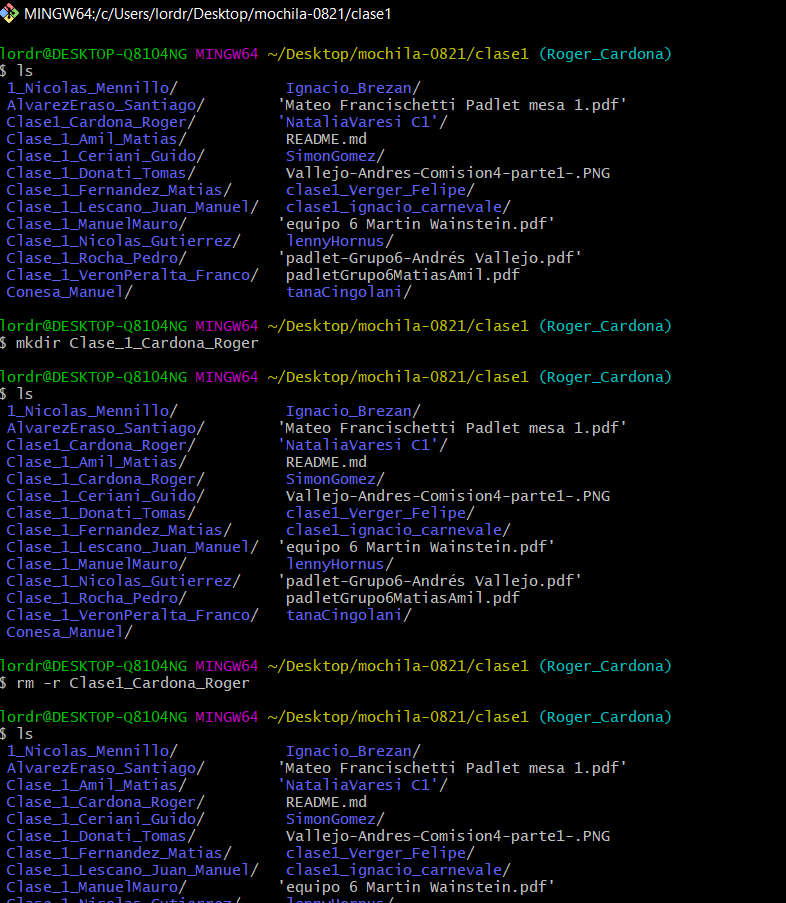 MINGW64:/c/Users/lordr/Desktop/mochila-0821/clase1
lordr@DESKTOP-Q8104NG MINGW64 ~/Desktop/mochila-0821/clase1 (Roger_Cardona)
$ ls
1_Nicolas_Mennillo/ Ignacio_Brezan/
AlvarezEraso_Santiago/ 'Mateo Francischetti Padlet mesa 1.pdf'
Clase1_Cardona_Roger/ 'NataliaVaresi C1'/
Clase_1_Amil_Matias/ README.md
Clase_1_Ceriani_Guido/ SimonGomez/
Clase_1_Donati_Tomas/ Vallejo-Andres-Comision4-parte1-.PNG
Clase_1_Fernandez_Matias/ clase1_Verger_Felipe/
Clase_1_Lescano_Juan_Manuel/ clase1_ignacio_carnevale/
Clase_1_ManuelMauro/ 'equipo 6 Martin Wainstein.pdf'
Clase_1_Nicolas_Gutierrez/ lennyHornus/
Clase_1_Rocha_Pedro/ 'padlet-Grupo6-Andrés Vallejo.pdf'
Clase_1_VeronPeralta_Franco/ padletGrupo6MatiasAmil.pdf
Conesa_Manuel/ tanaCingolani/
lordr@DESKTOP-Q8104NG MINGW64 ~/Desktop/mochila-0821/clase1 (Roger_Cardona)
$ mkdir Clase_1_Cardona_Roger
lordr@DESKTOP-Q8104NG MINGW64 ~/Desktop/mochila-0821/clase1 (Roger_Cardona)
$ ls
1_Nicolas_Mennillo/ Ignacio_Brezan/
AlvarezEraso_Santiago/ 'Mateo Francischetti Padlet mesa 1.pdf'
Clase1_Cardona_Roger/ 'NataliaVaresi C1'/
Clase_1_Amil_Matias/ README.md
Clase_1_Cardona_Roger/ SimonGomez/
Clase_1_Ceriani_Guido/ Vallejo-Andres-Comision4-parte1-.PNG
Clase_1_Donati_Tomas/ clase1_Verger_Felipe/
Clase_1_Fernandez_Matias/ clase1_ignacio_carnevale/
Clase_1_Lescano_Juan_Manuel/ 'equipo 6 Martin Wainstein.pdf'
Clase_1_ManuelMauro/ lennyHornus/
Clase_1_Nicolas_Gutierrez/ 'padlet-Grupo6-Andrés Vallejo.pdf'
Clase_1_Rocha_Pedro/ padletGrupo6MatiasAmil.pdf
Clase_1_VeronPeralta_Franco/ tanaCingolani/
Conesa_Manuel/
lordr@DESKTOP-Q8104NG MINGW64 ~/Desktop/mochila-0821/clase1 (Roger_Cardona)
$ rm -r Clase1_Cardona_Roger
lordr@DESKTOP-Q8104NG MINGW64 ~/Desktop/mochila-0821/clase1 (Roger_Cardona)
$ ls
1_Nicolas_Mennillo/ Ignacio_Brezan/
AlvarezEraso_Santiago/ 'Mateo Francischetti Padlet mesa 1.pdf'
Clase_1_Amil_Matias/ 'NataliaVaresi C1'/
Clase_1_Cardona_Roger/ README.md
Clase_1_Ceriani_Guido/ SimonGomez/
Clase_1_Donati_Tomas/ Vallejo-Andres-Comision4-parte1-.PNG
Clase_1_Fernandez_Matias/ clase1_Verger_Felipe/
Clase_1_Lescano_Juan_Manuel/ clase1_ignacio_carnevale/
Clase_1_ManuelMauro/ 'equipo 6 Martin Wainstein.pdf'
Clase_1_Nicolas_Gutierrez/ lennyHornus/